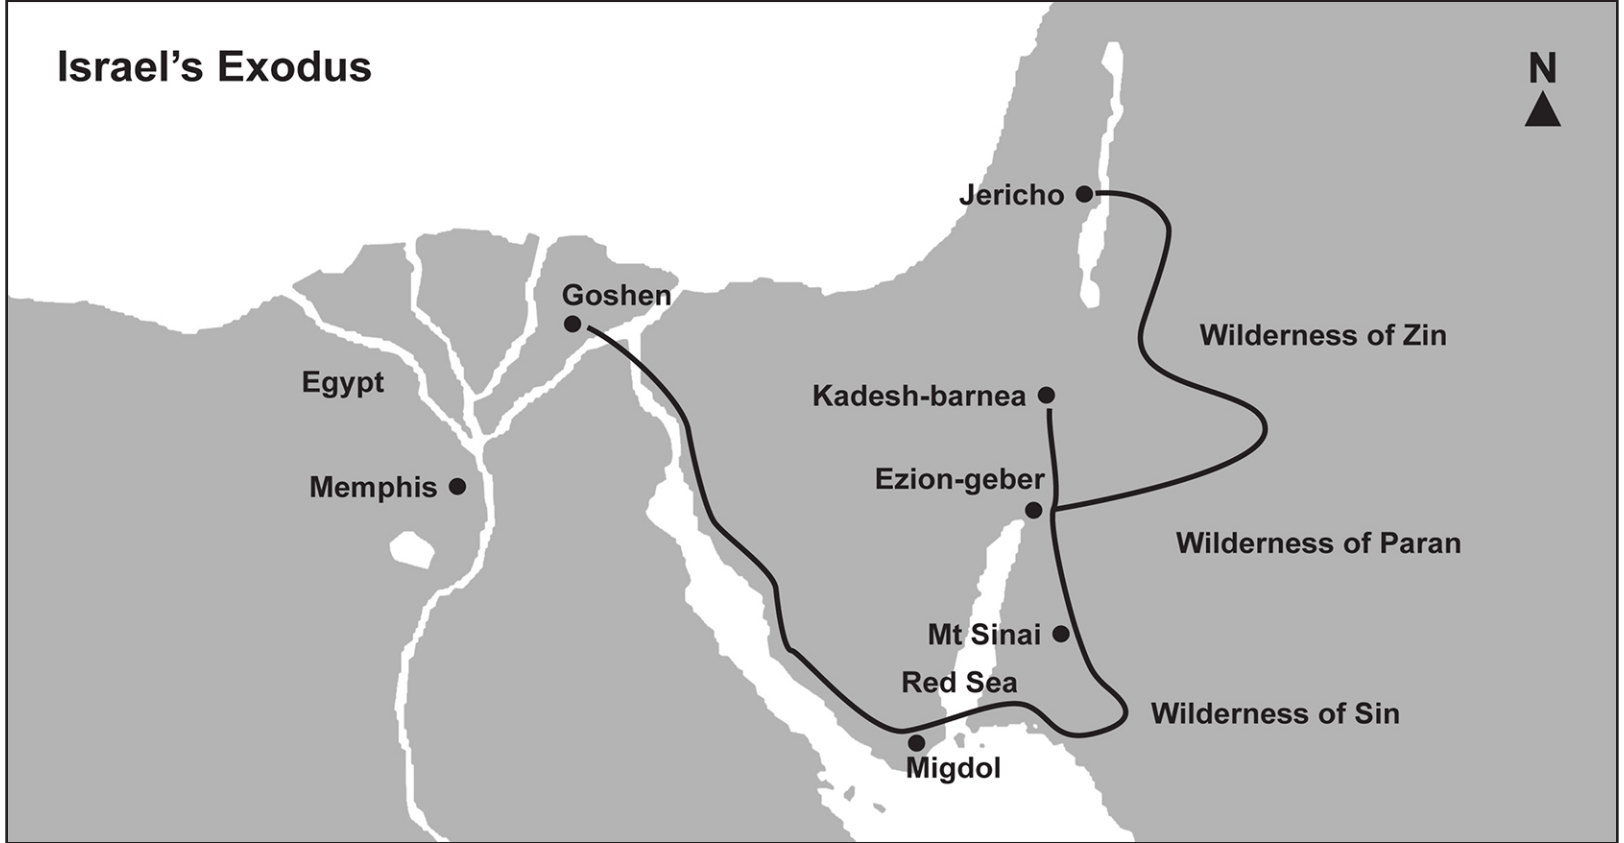 Israel’s Exodus
N
Jericho
Goshen
Wilderness of Zin
Egypt
Kadesh-barnea
Ezion-geber
Memphis
Wilderness of Paran
Mt Sinai
Red Sea
Wilderness of Sin
Migdol